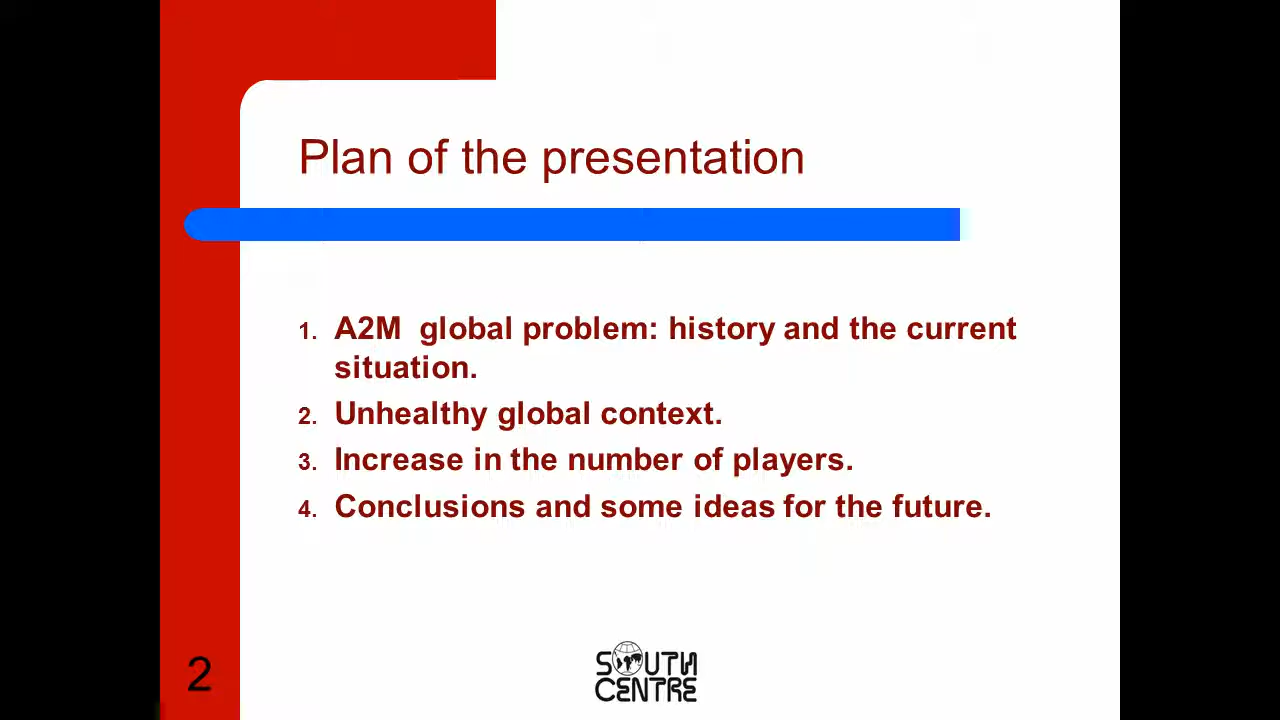 Plan of the presentation
1. A2M global problem: history and the current
situation.
2. Unhealthy global context.
3. Increase in the number of players.
4. Conclusions and some ideas for the future.
2
SOUTH
CENTRE